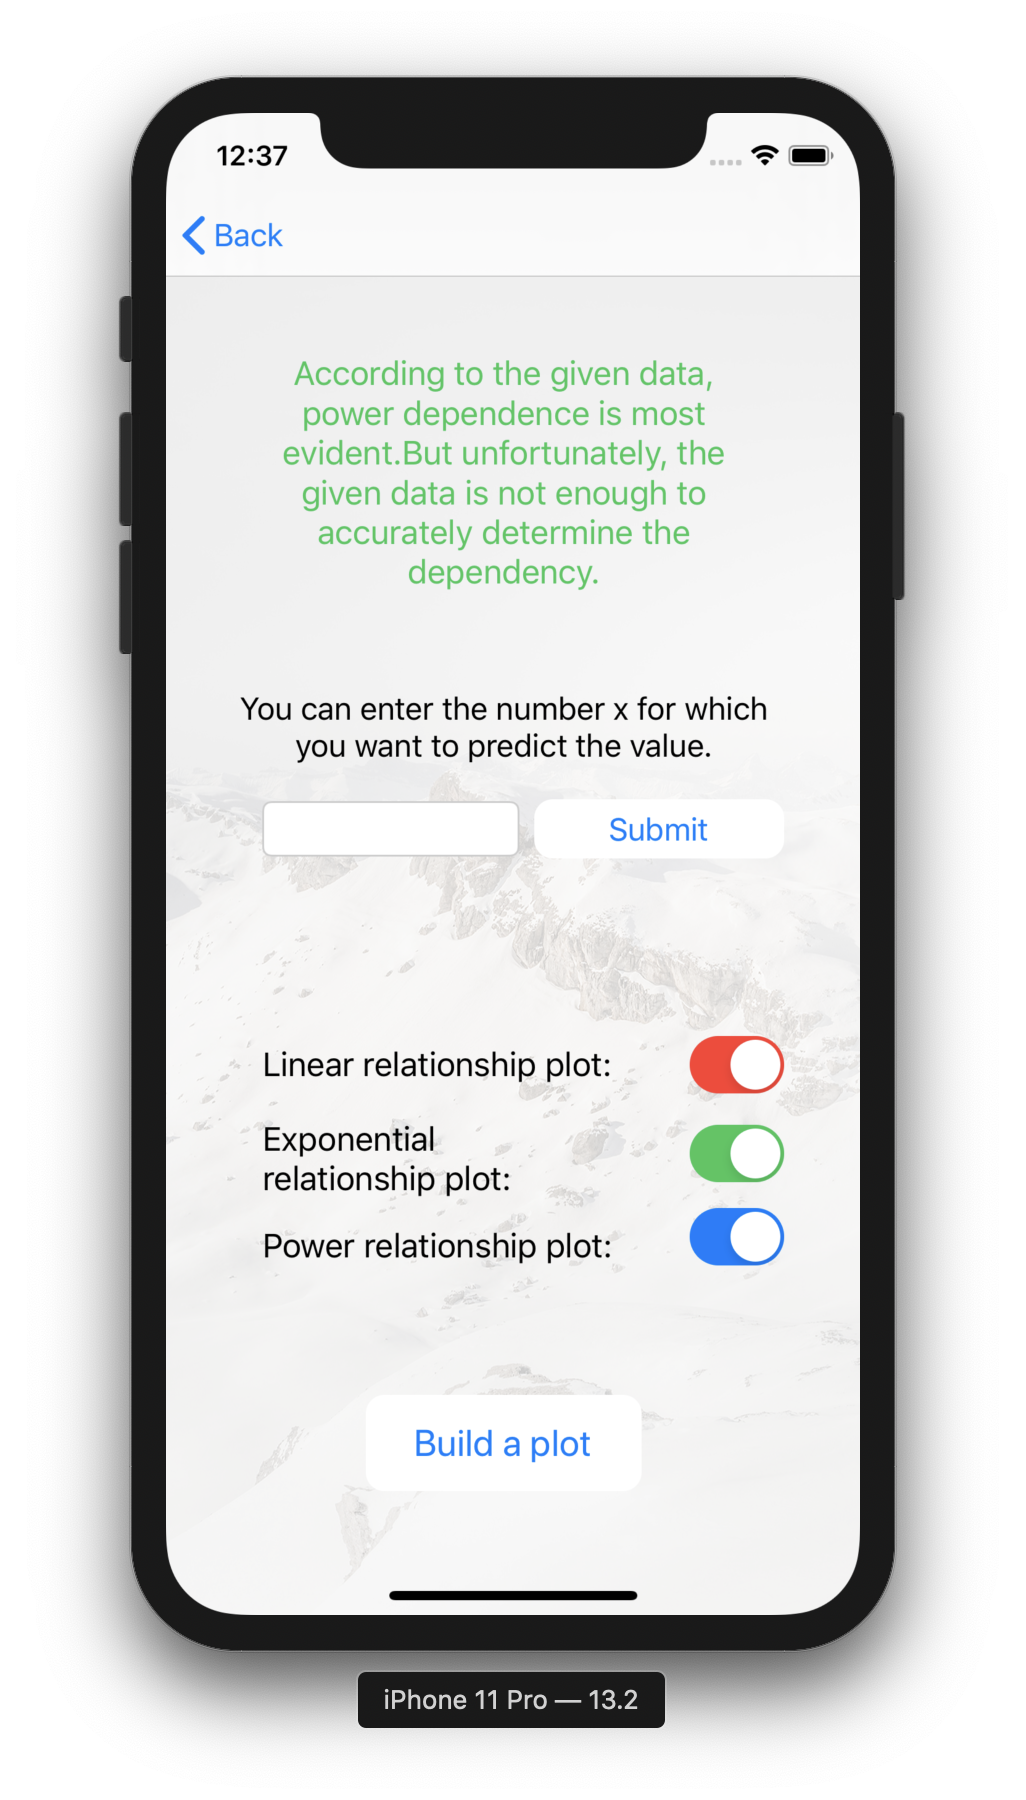 12:37
Back
According to the given data,
power dependence is most
evident.But unfortunately, the
given data is not enough to
accurately determine the
dependency.
You can enter the number x for which
you want to predict the value.
Submit
Linear relationship plot:
Exponential
relationship plot:
Power relationship plot:
Build a plot
iPhone 11 Pro — 13.2